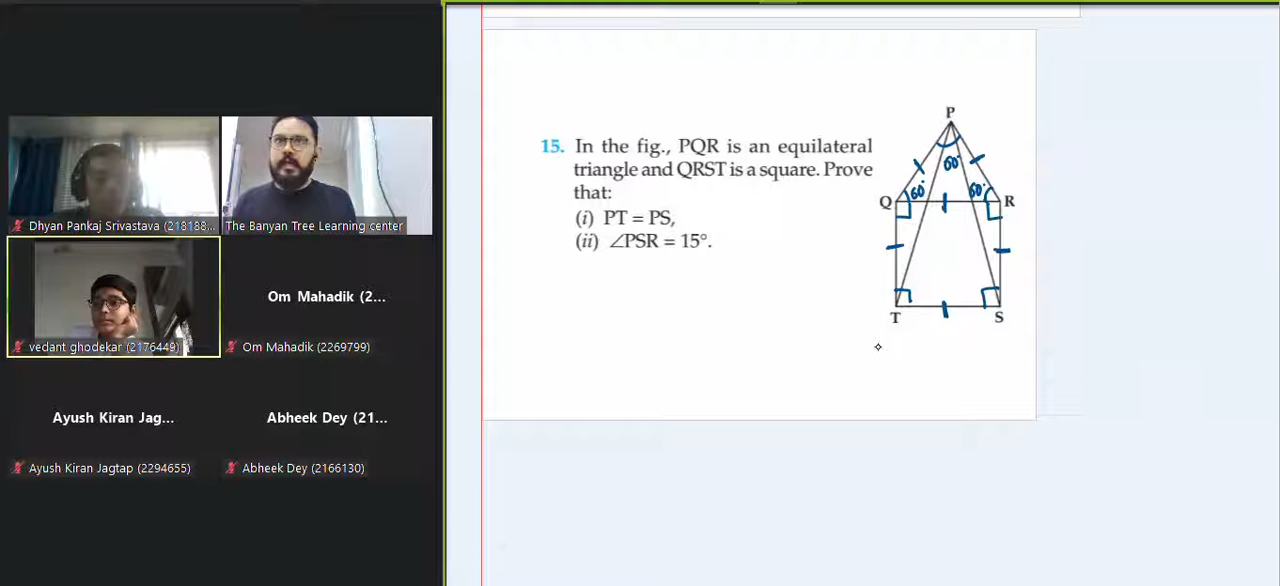 Dhyan Pankaj Srivastava (218188...
The Banyan Tree Learning center
vedant ghodekar (2176449)
Om Mahadik (2...
Om Mahadik (2269799)
Ayush Kiran Jag...
Ayush Kiran Jagtap (2294655)
Abheek Dey (21...
Abheek Dey (2166130)
15. In the fig., PQR is an equilateral
triangle and QRST is a square. Prove
that:
(i) PT = PS,
(ii) ∠PSR = 15°.
P
60°
60° 60°
Q R
T S